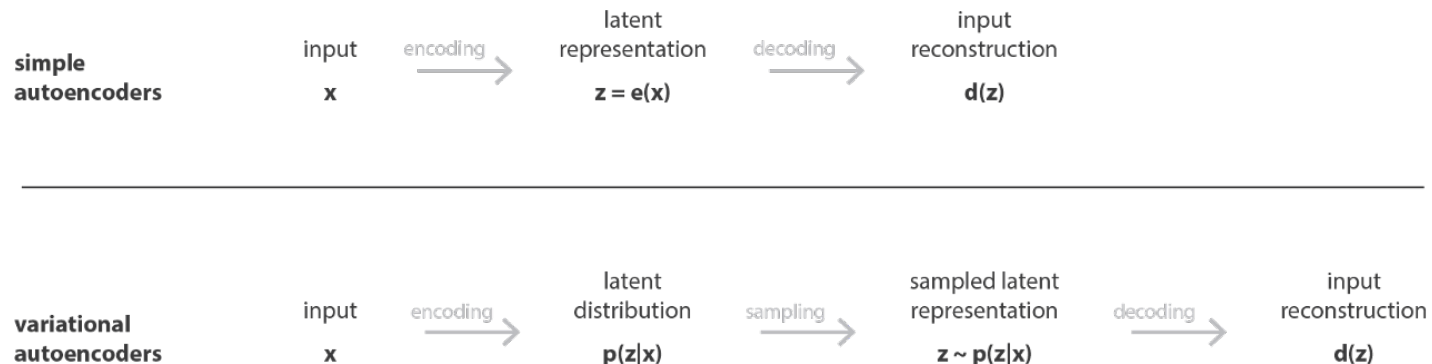 simple
autoencoders
input
x
encoding
latent
representation
z = e(x)
decoding
input
reconstruction
d(z)
variational
autoencoders
input
x
encoding
latent
distribution
p(z|x)
sampling
sampled latent
representation
z ~ p(z|x)
decoding
input
reconstruction
d(z)